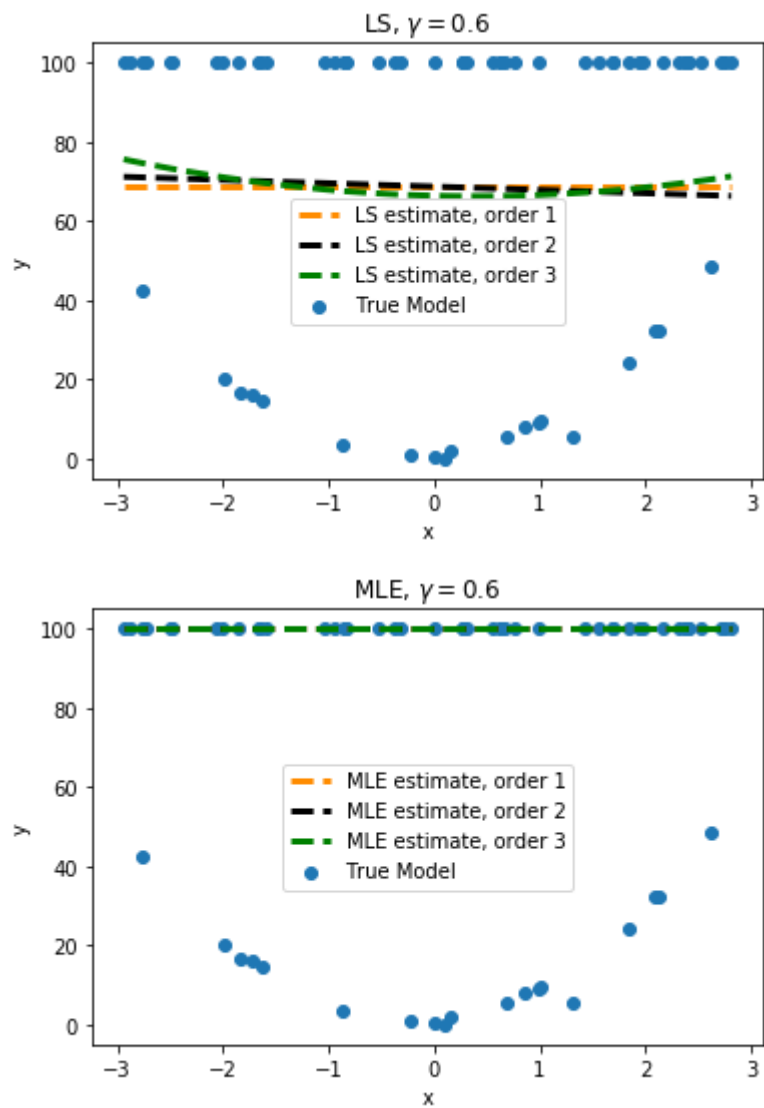 LS, γ = 0.6
100
80
60
40
20
0
y
LS estimate, order 1
LS estimate, order 2
LS estimate, order 3
True Model
−3 −2 −1 0 1 2 3
x
MLE, γ = 0.6
100
80
60
40
20
0
y
MLE estimate, order 1
MLE estimate, order 2
MLE estimate, order 3
True Model
−3 −2 −1 0 1 2 3
x